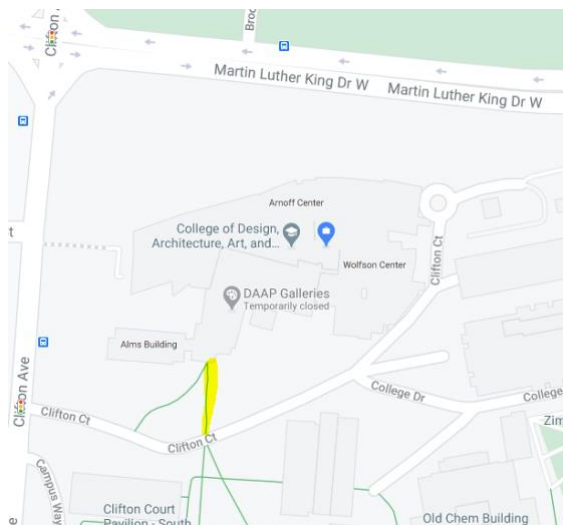 Clifton A
Broo
Martin Luther King Dr W
Martin Luther King Dr W
Arnoff Center
College of Design,
Architecture, Art, and...
Wolfson Center
Clifton Ct
DAAP Galleries
Temporarily closed
Alms Building
Clifton Ave
Clifton Ct
College Dr
College
Clifton Ct
Zim
Campus Way
Clifton Court
Pavilion - South
Old Chem Building